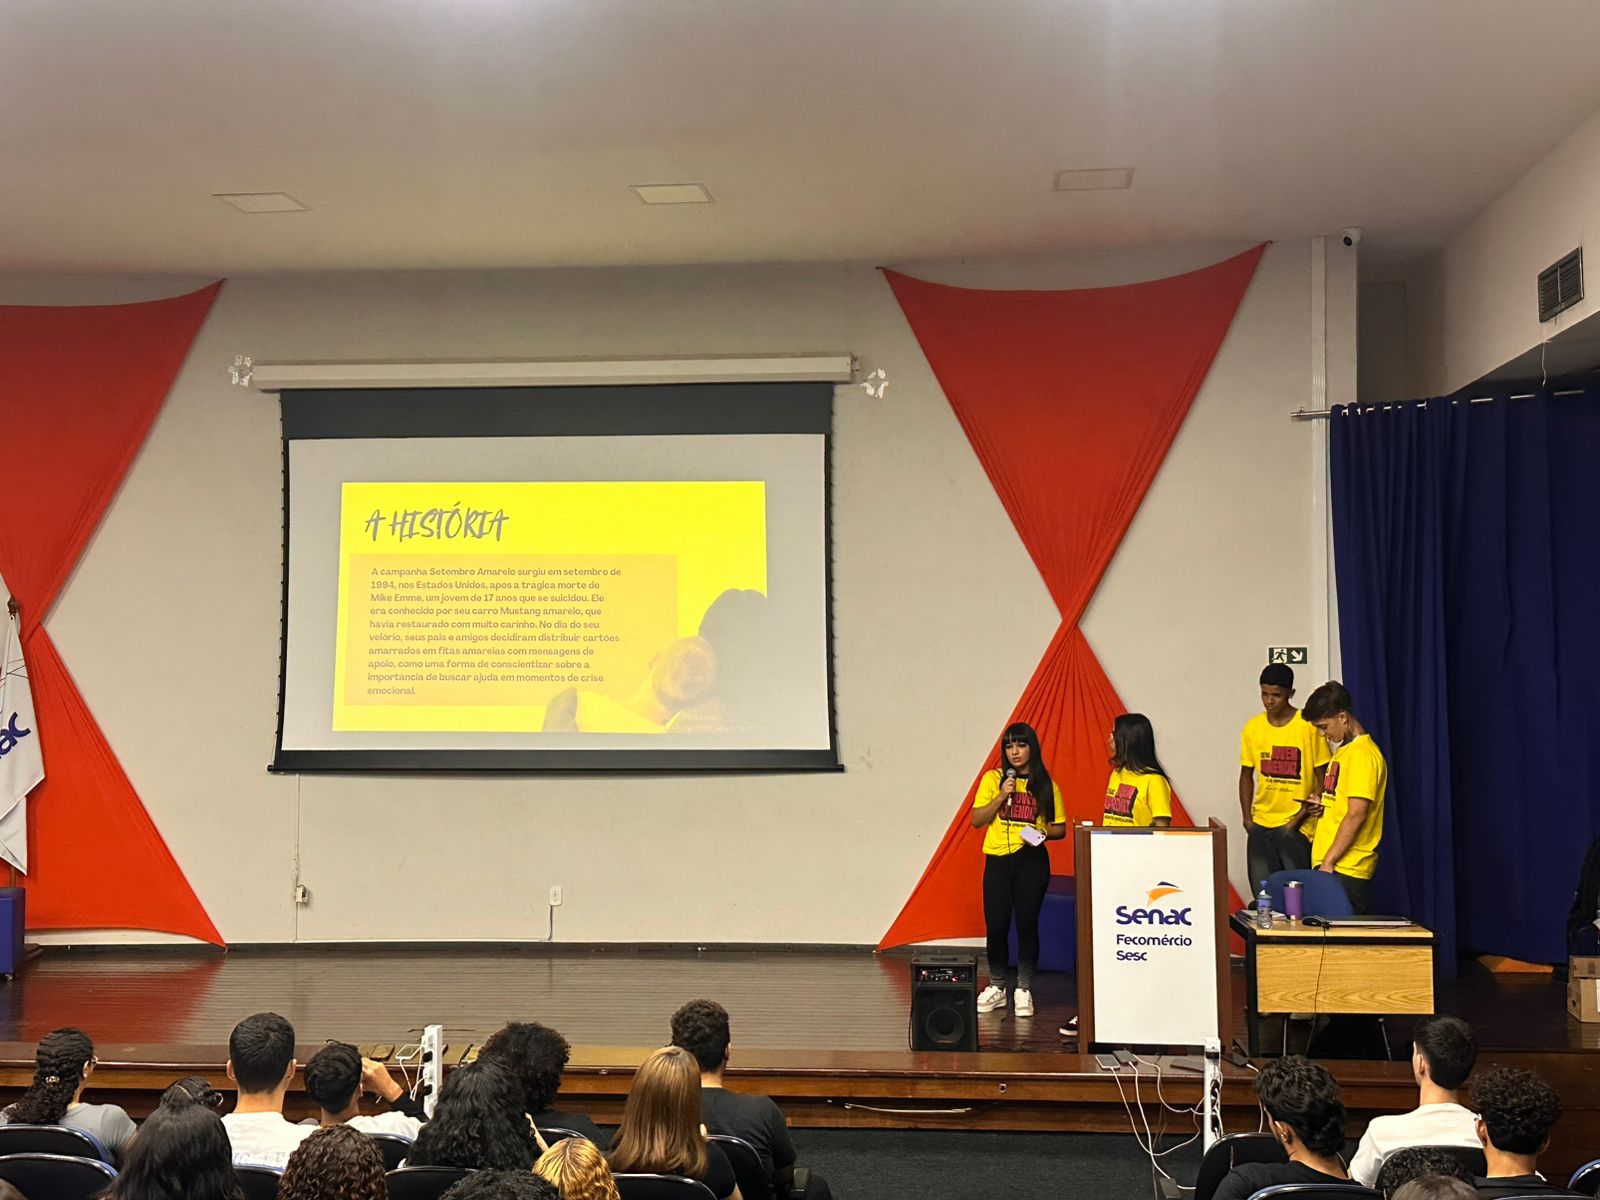 A HISTÓRIA
A campanha Setembro Amarelo surgiu em setembro de
1994, nos Estados Unidos, após a trágica morte de
Mike Emme, um jovem de 17 anos que se suicidou. Ele
era conhecido por seu carro Mustang amarelo, que
havia restaurado com muito carinho. No dia do seu
velório, seus pais e amigos decidiram distribuir cartões
amarrados em fitas amarelas com mensagens de
apoio, como uma forma de conscientizar sobre a
importância de buscar ajuda em momentos de crise
emocional.
JOVEM
Senac
Fecomércio
Sesc
ac